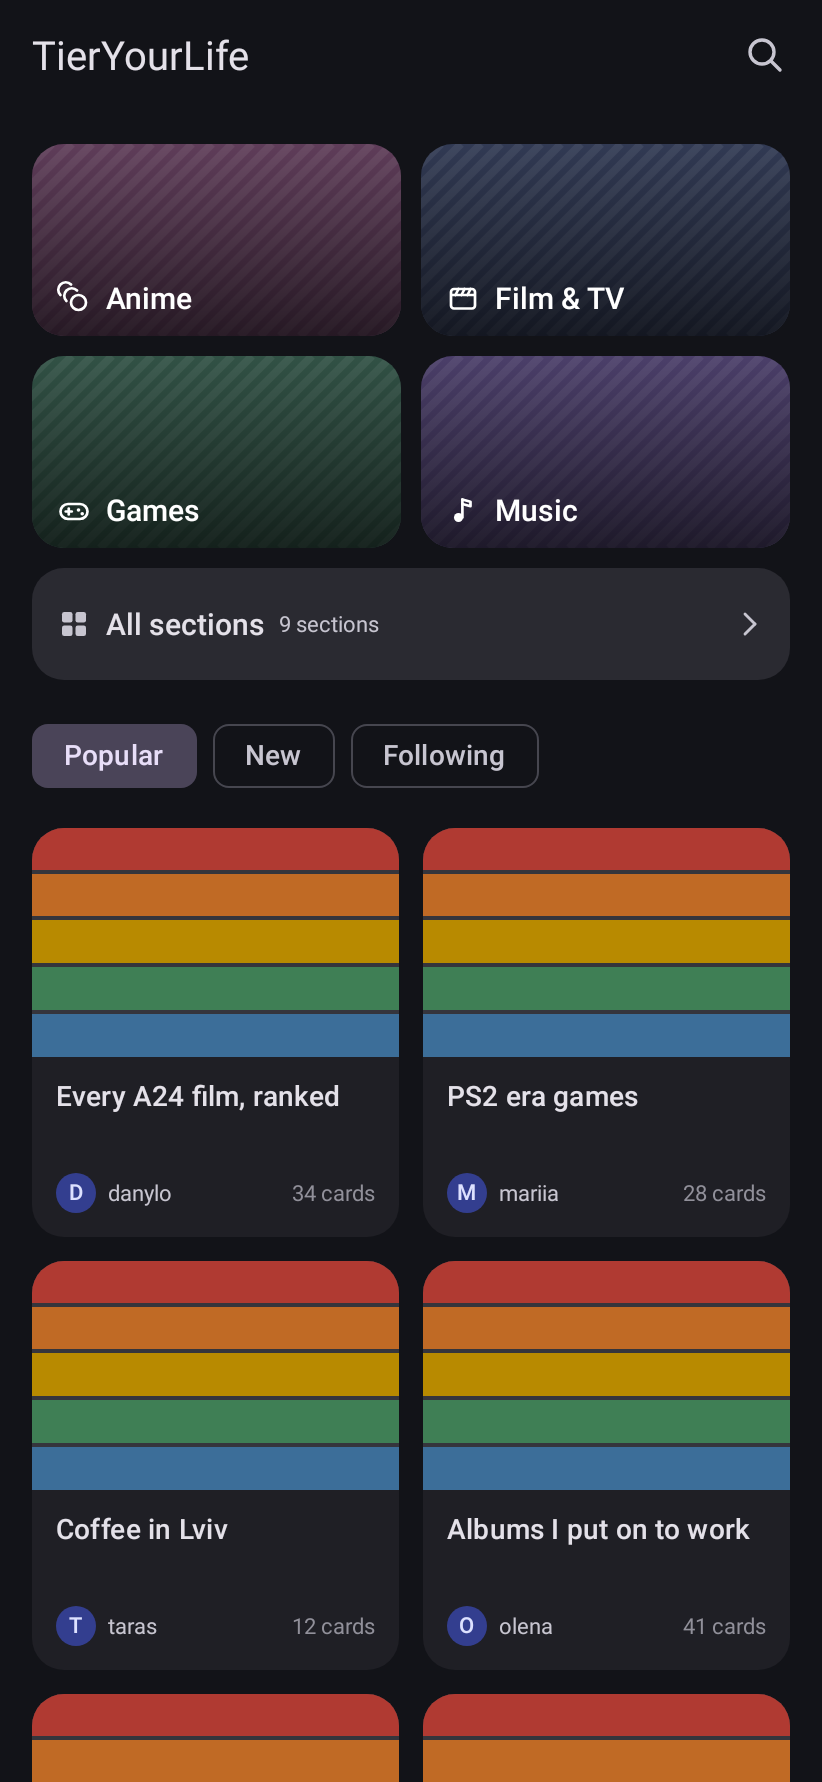 TierYourLife
Anime
Film & TV
Games
Music
All sections 9 sections
Popular New Following
Every A24 film, ranked
D danylo 34 cards
PS2 era games
M mariia 28 cards
Coffee in Lviv
T taras 12 cards
Albums I put on to work
O olena 41 cards